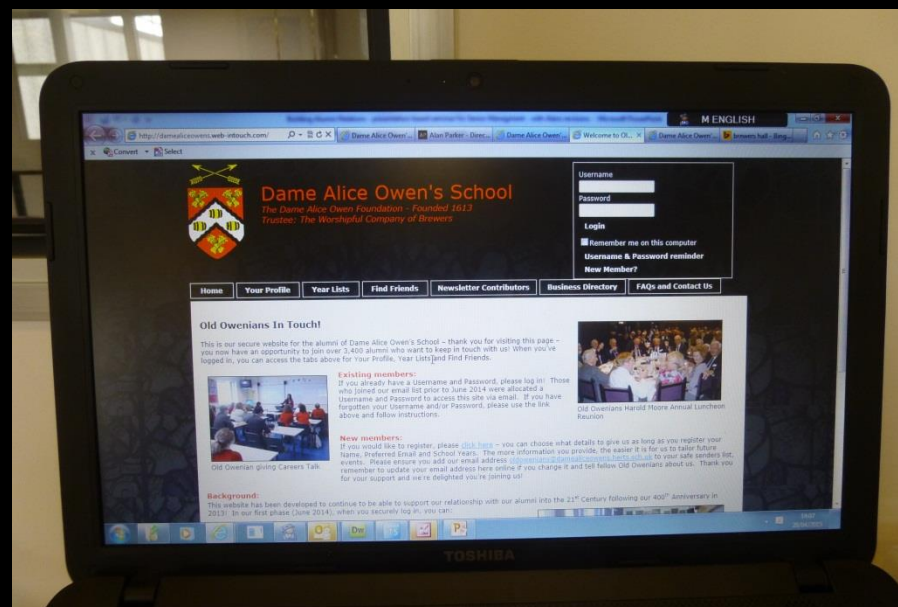 M ENGLISH
http://damealiceowens.web-intouch.com/
Dame Alice Owen'...
Alan Parker - Direc...
Dame Alice Owen'...
Welcome to Ol...
Dame Alice Owen'...
brewers hall - Bing...
Convert
Select
Dame Alice Owen's School
The Dame Alice Owen Foundation - Founded 1613
Trustee: The Worshipful Company of Brewers
Username
Password
Login
Remember me on this computer
Username & Password reminder
New Member?
Home Your Profile Year Lists Find Friends Newsletter Contributors Business Directory FAQs and Contact Us
Old Owenians In Touch!
This is our secure website for the alumni of Dame Alice Owen's School – thank you for visiting this page –
you now have an opportunity to join over 3,400 alumni who want to keep in touch with us! When you've
logged in, you can access the tabs above for Your Profile, Year Lists and Find Friends.
Existing members:
If you already have a Username and Password, please log in! Those
who joined our email list prior to June 2014 were allocated a
Username and Password to access this site via email. If you have
forgotten your Username and/or Password, please use the link
above and follow instructions.
Old Owenians Harold Moore Annual Luncheon
Reunion
New members:
If you would like to register, please click here – you can choose what details to give us as long as you register your
Name, Preferred Email and School Years. The more information you provide, the easier it is for us to tailor future
events. Please ensure you add our email address to your safe senders list,
remember to update your email address here online if you change it and tell fellow Old Owenians about us. Thank you
for your support and we're delighted you're joining us!
Old Owenian giving Careers Talk
Background:
This website has been developed to continue to be able to support our relationship with our alumni into the 21st Century following our 400th Anniversary in
2013! In our first phase (June 2014), when you securely log in, you can:
Dw
TOSHIBA